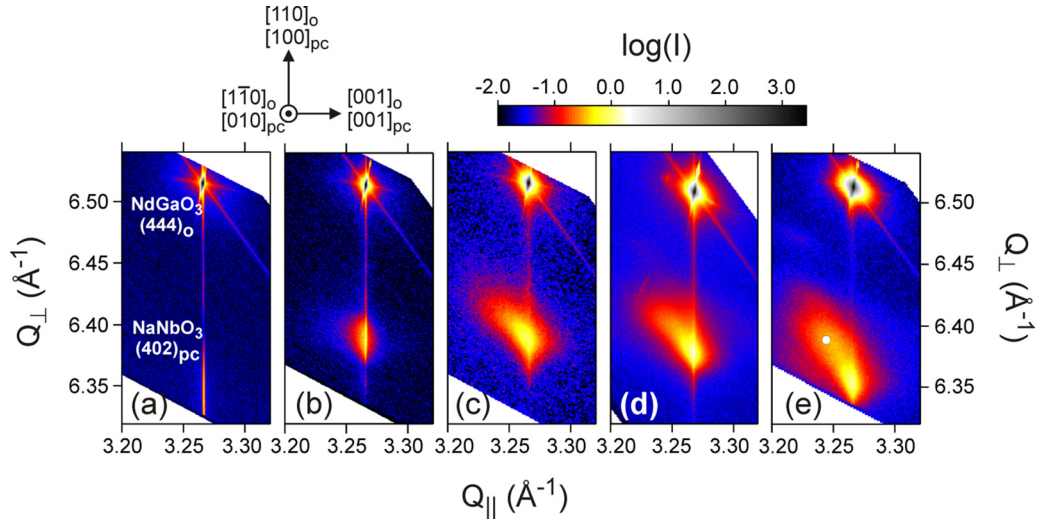 [110]o
[100]pc
[11̅0]o
[010]pc
[001]o
[001]pc
log(I)
-2.0 -1.0 0.0 1.0 2.0 3.0
Q⊥ (Å-1)
6.50
6.45
6.40
6.35
NdGaO3
(444)o
NaNbO3
(402)pc
(a)
(b)
(c)
(d)
(e)
6.50
6.45
6.40
6.35
Q⊥ (Å-1)
3.20 3.25 3.30 3.20 3.25 3.30 3.20 3.25 3.30 3.20 3.25 3.30 3.20 3.25 3.30
Q|| (Å-1)